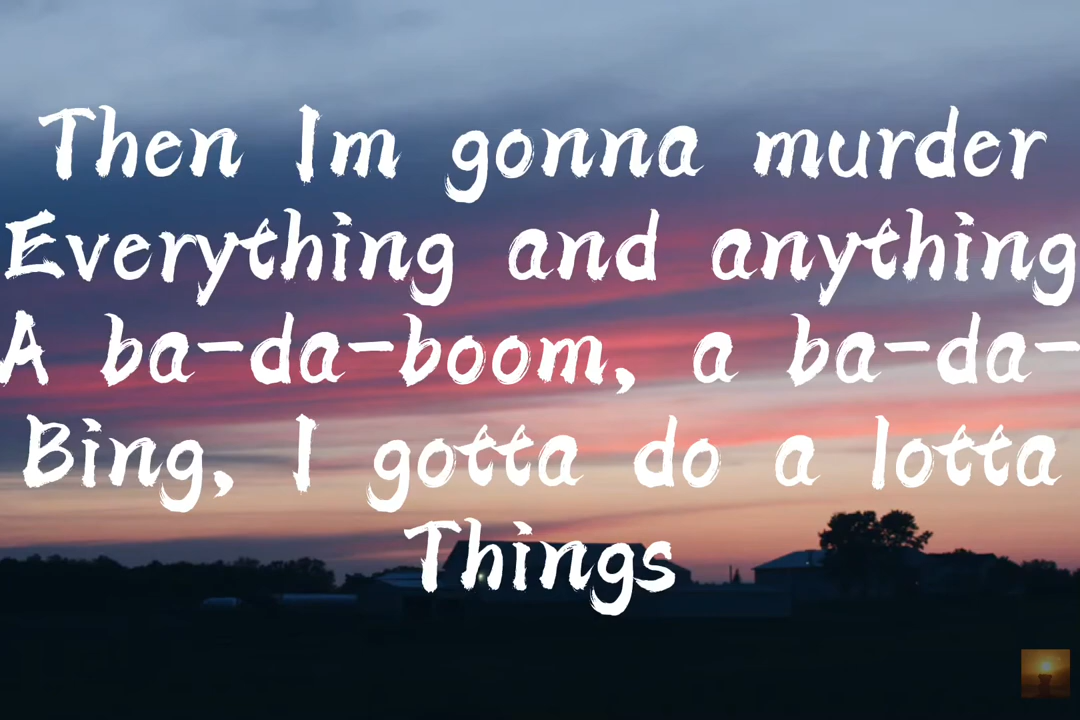 Then Im gonna murder
Everything and anything
A ba-da-boom, a ba-da-
Bing, I gotta do a lotta
Things